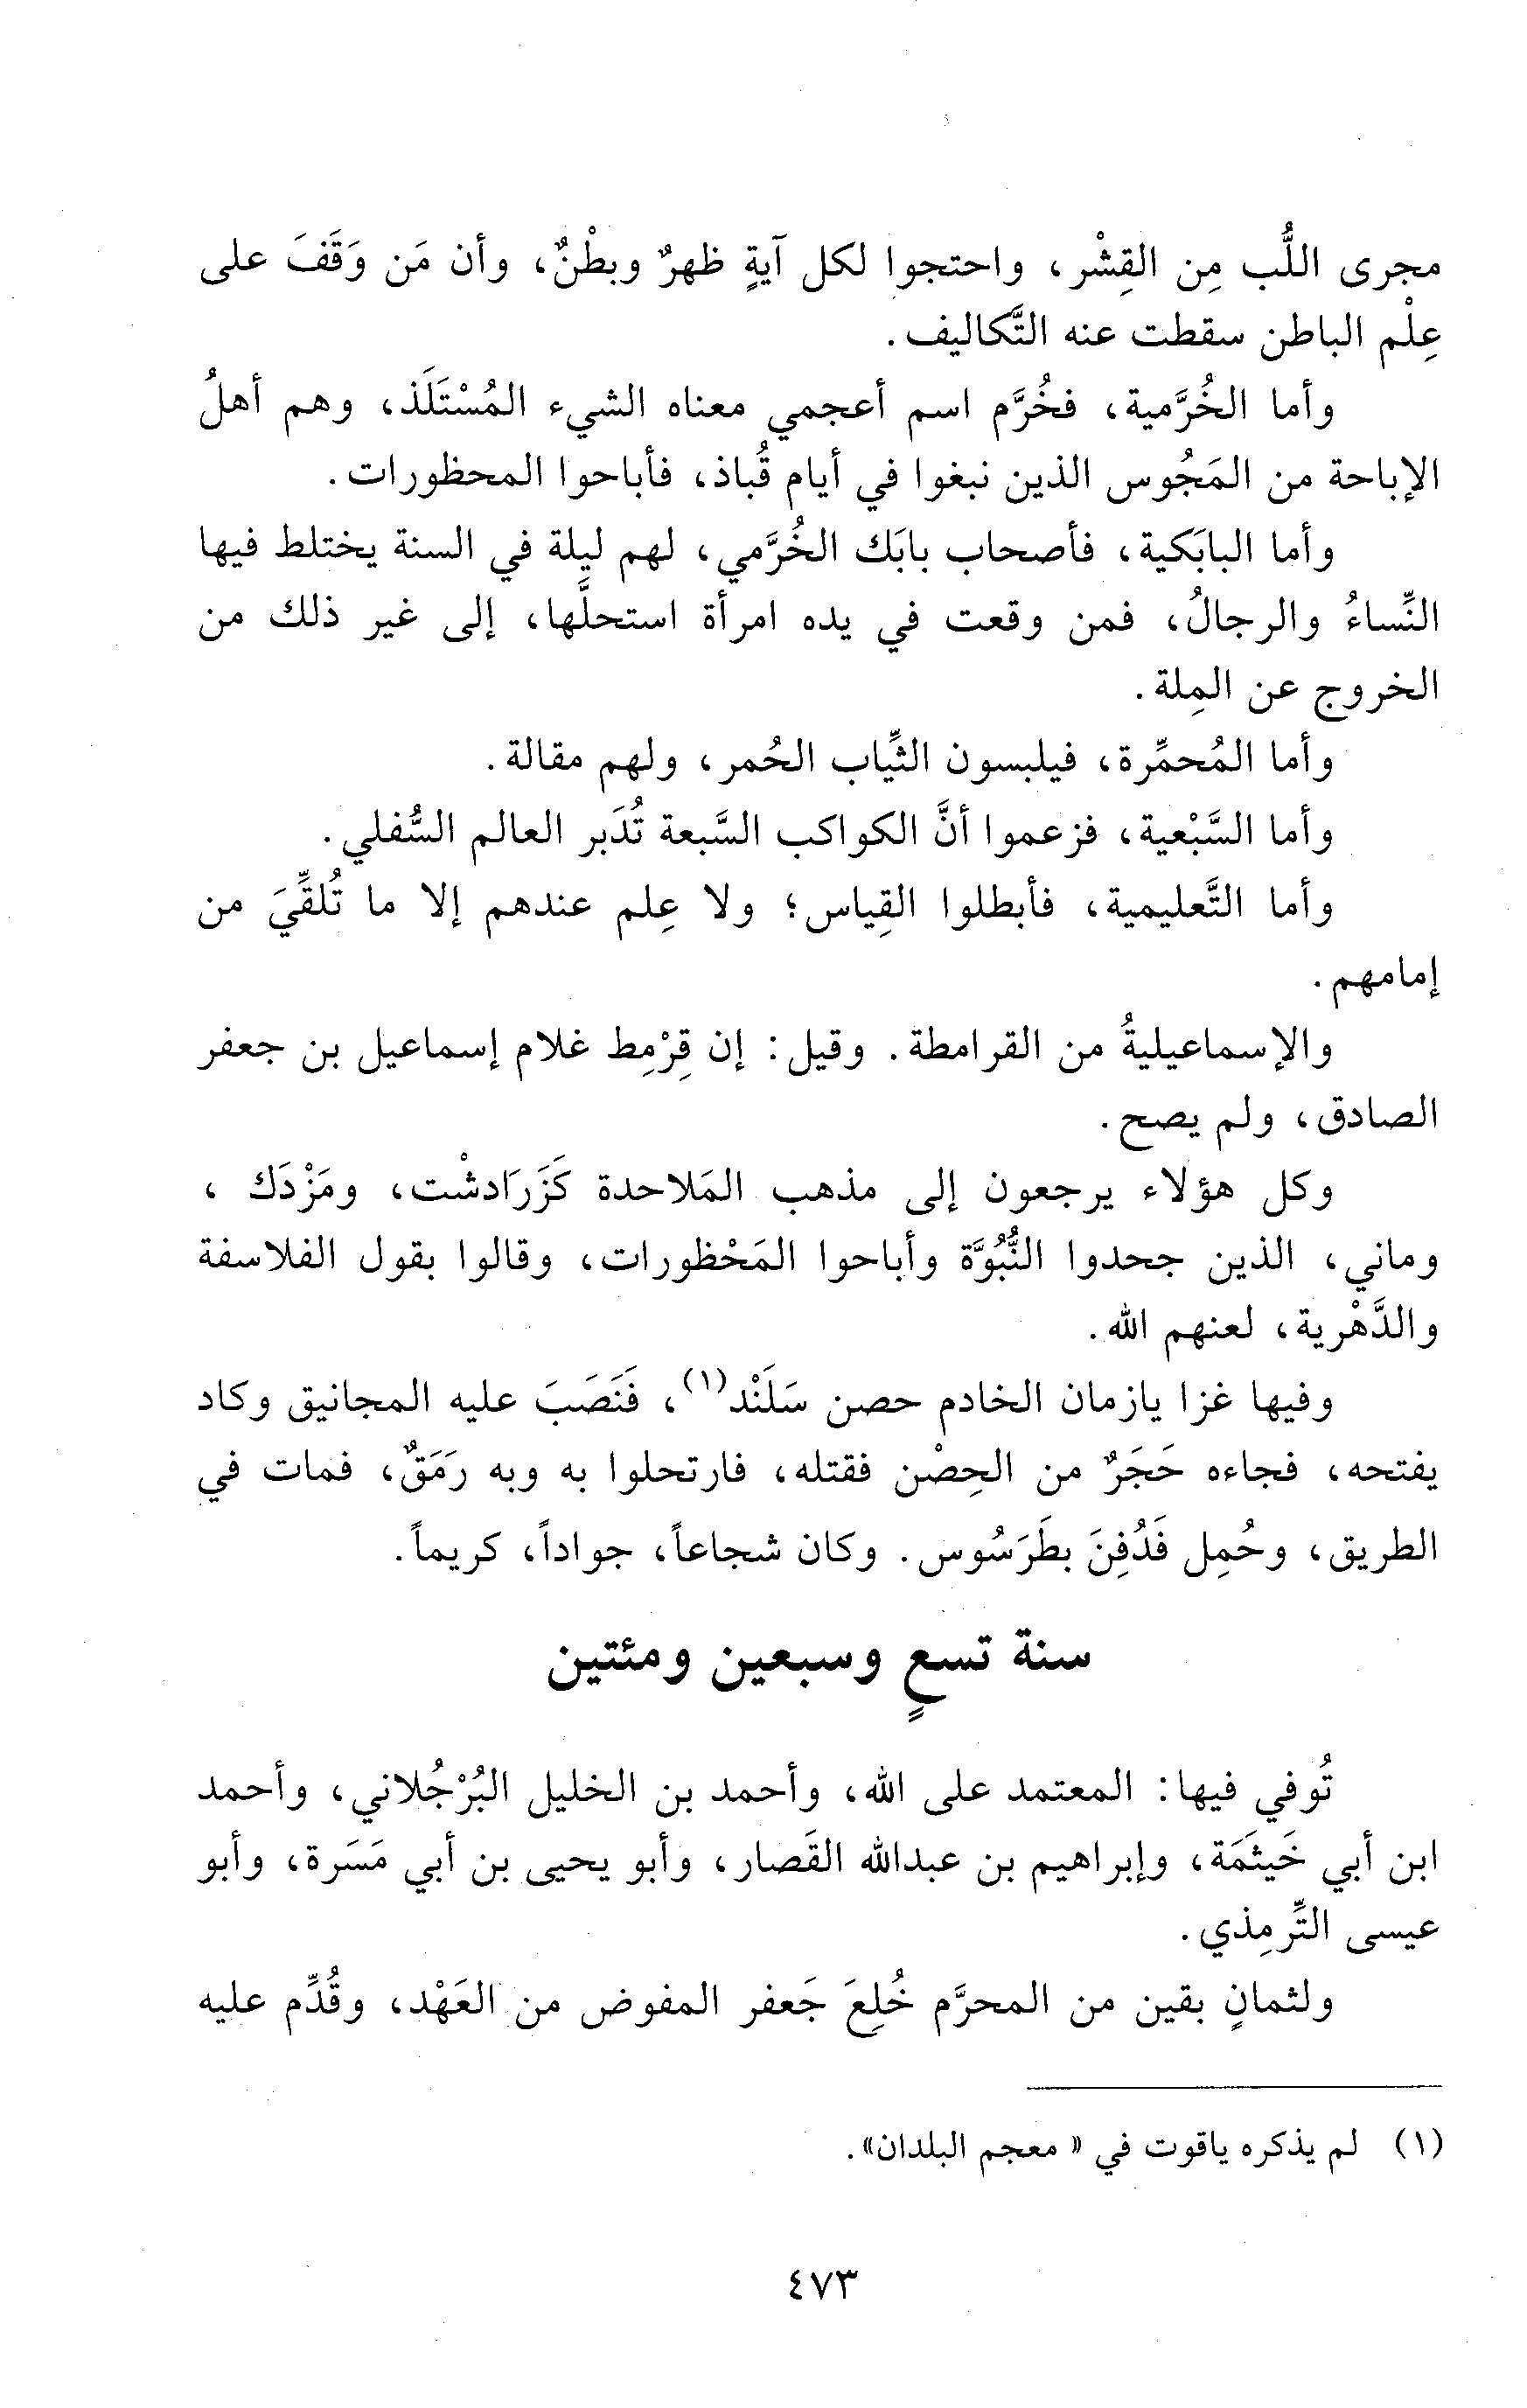 مجرى اللُّب مِن القِشْر، واحتجوا لكل آيةٍ ظهرٌ وبطْنٌ، وأن مَن وَقَفَ على
عِلْم الباطن سقطت عنه التَّكاليف.
وأما الخُرَّمية، فخُرَّم اسم أعجمي معناه الشيء المُسْتَلَذ، وهم أهلُ
الإباحة من المَجُوس الذين نبغوا في أيام قُباذ، فأباحوا المحظورات.
وأما البابَكية، فأصحاب بابَك الخُرَّمي، لهم ليلة في السنة يختلط فيها
النِّساءُ والرجالُ، فمن وقعت في يده امرأة استحلَّها، إلى غير ذلك من
الخروج عن المِلة.
وأما المُحمِّرة، فيلبسون الثِّياب الحُمر، ولهم مقالة.
وأما السَّبْعية، فزعموا أنَّ الكواكب السَّبعة تُدَبر العالم السُّفلي.
وأما التَّعليمية، فأبطلوا القِياس؛ ولا عِلم عندهم إلا ما تُلقِّيَ من
إمامهم.
والإسماعيليةُ من القرامطة. وقيل: إن قِرْمِط غلام إسماعيل بن جعفر
الصادق، ولم يصح.
وكل هؤلاء يرجعون إلى مذهب المَلاحدة كَزَرَادشْت، ومَزْدَك ،
وماني، الذين جحدوا النُّبُوَّة وأباحوا المَحْظورات، وقالوا بقول الفلاسفة
والدَّهْرية، لعنهم الله.
وفيها غزا يازمان الخادم حصن سَلَنْد(١)، فَنَصَبَ عليه المجانيق وكاد
يفتحه، فجاءه حَجَرٌ من الحِصْن فقتله، فارتحلوا به وبه رَمَقٌ، فمات في
الطريق، وحُمِل فَدُفِنَ بطَرَسُوس. وكان شجاعاً، جواداً، كريماً.
سنة تسعٍ وسبعين ومئتين
تُوفي فيها: المعتمد على الله، وأحمد بن الخليل البُرْجُلاني، وأحمد
ابن أبي خَيثَمَة، وإبراهيم بن عبدالله القَصار، وأبو يحيى بن أبي مَسَرة، وأبو
عيسى التِّرمِذي.
ولثمانٍ بقين من المحرَّم خُلِعَ جَعفر المفوض من العَهْد، وقُدِّم عليه
(١) لم يذكره ياقوت في « معجم البلدان».
٤٧٣